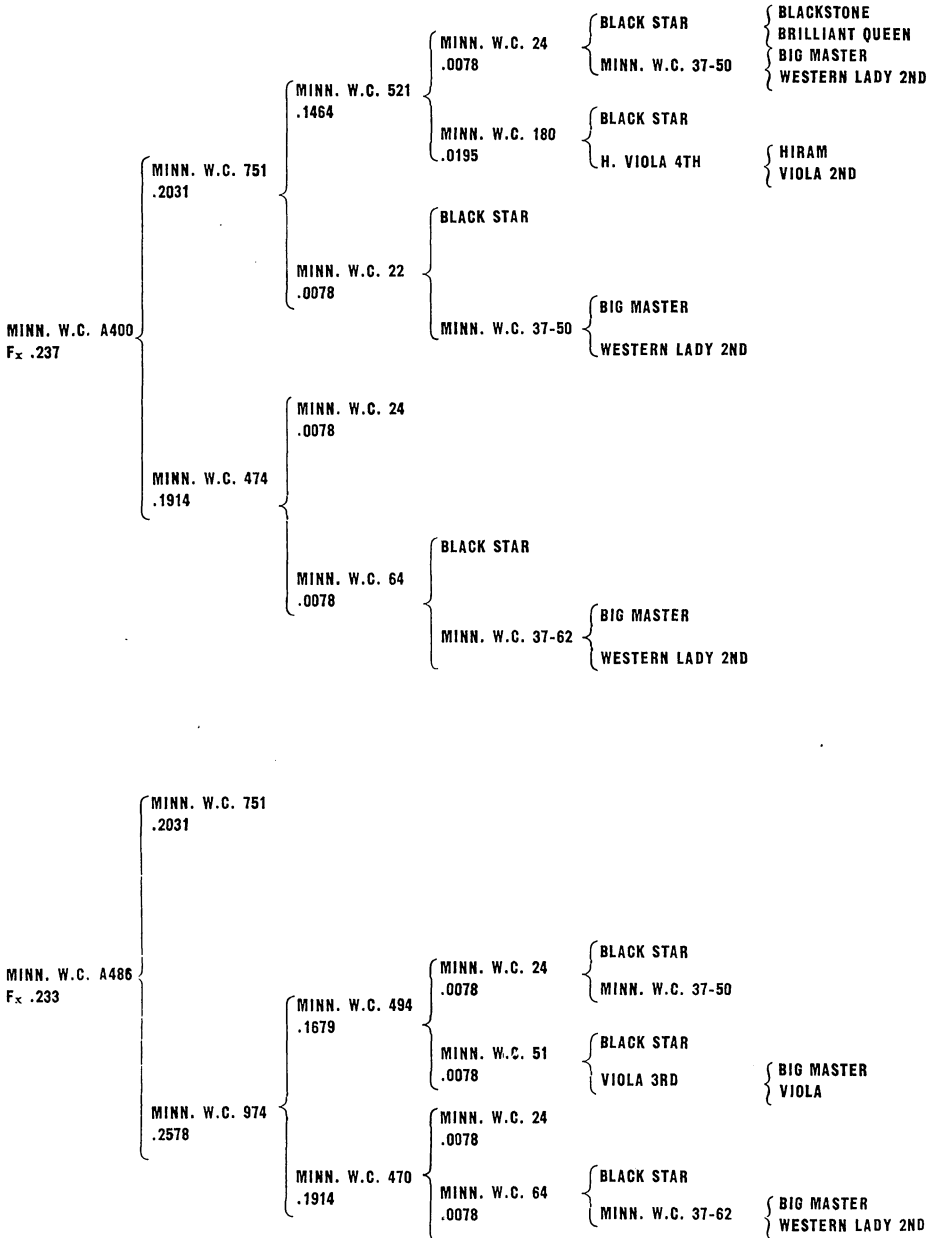 BLACK STAR
BLACKSTONE
BRILLIANT QUEEN
MINN. W.C. 24
.0078
MINN. W.C. 37-50
BIG MASTER
WESTERN LADY 2ND
MINN. W.C. 521
.1464
BLACK STAR
MINN. W.C. 180
.0195
H. VIOLA 4TH
HIRAM
VIOLA 2ND
MINN. W.C. 751
.2031
BLACK STAR
MINN. W.C. 22
.0078
BIG MASTER
MINN. W.C. 37-50
WESTERN LADY 2ND
MINN. W.C. A400
Fx .237
MINN. W.C. 24
.0078
MINN. W.C. 474
.1914
BLACK STAR
MINN. W.C. 64
.0078
BIG MASTER
MINN. W.C. 37-62
WESTERN LADY 2ND
MINN. W.C. 751
.2031
MINN. W.C. A486
Fx .233
BLACK STAR
MINN. W.C. 24
.0078
MINN. W.C. 37-50
MINN. W.C. 494
.1679
BLACK STAR
MINN. W.C. 51
.0078
VIOLA 3RD
BIG MASTER
VIOLA
MINN. W.C. 974
.2578
MINN. W.C. 24
.0078
MINN. W.C. 470
.1914
BLACK STAR
MINN. W.C. 64
.0078
MINN. W.C. 37-62
BIG MASTER
WESTERN LADY 2ND